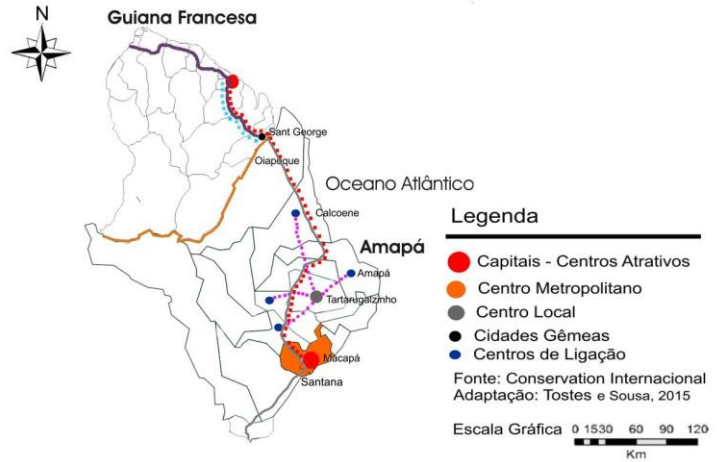 Guiana Francesa
N
Sant George
Oiapoque
Oceano Atlântico
Calcoene
Amapá
Amapá
Tartarugalzinho
Macapá
Santana
Legenda
Capitais - Centros Atrativos
Centro Metropolitano
Centro Local
Cidades Gêmeas
Centros de Ligação
Fonte: Conservation Internacional
Adaptação: Tostes e Sousa, 2015
Escala Gráfica 0 1530 60 90 120
Km